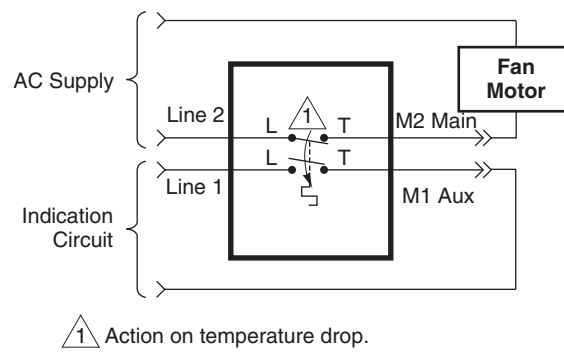 AC Supply
Fan
Motor
1
Line 2
L
T
M2 Main
L
T
Line 1
M1 Aux
Indication
Circuit
1 Action on temperature drop.